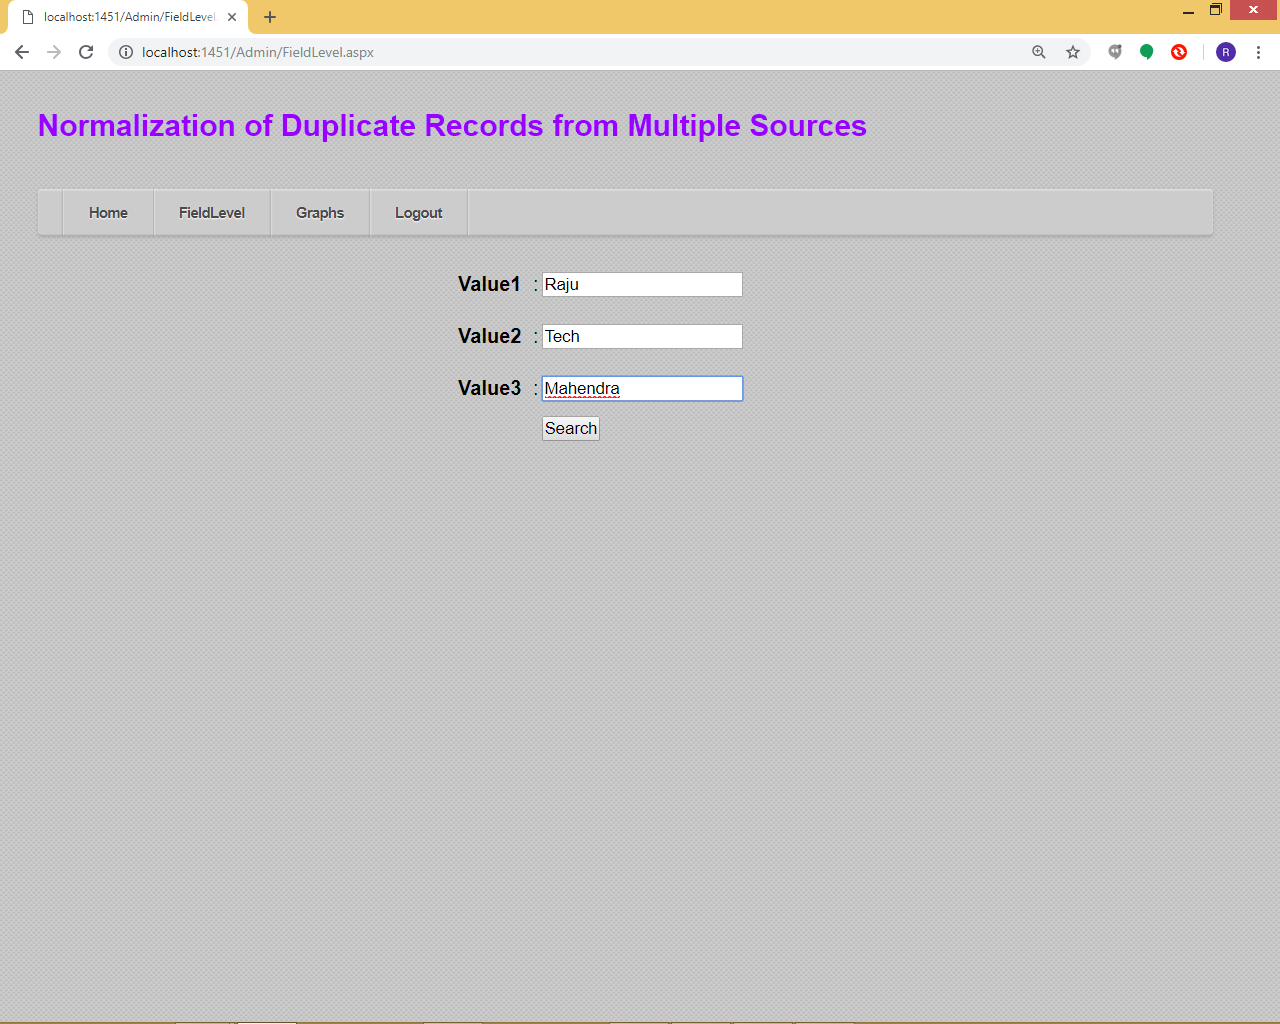 localhost:1451/Admin/FieldLevel.
localhost:1451/Admin/FieldLevel.aspx
R
Normalization of Duplicate Records from Multiple Sources
Home FieldLevel Graphs Logout
Value1 : Raju
Value2 : Tech
Value3 : Mahendra
Search